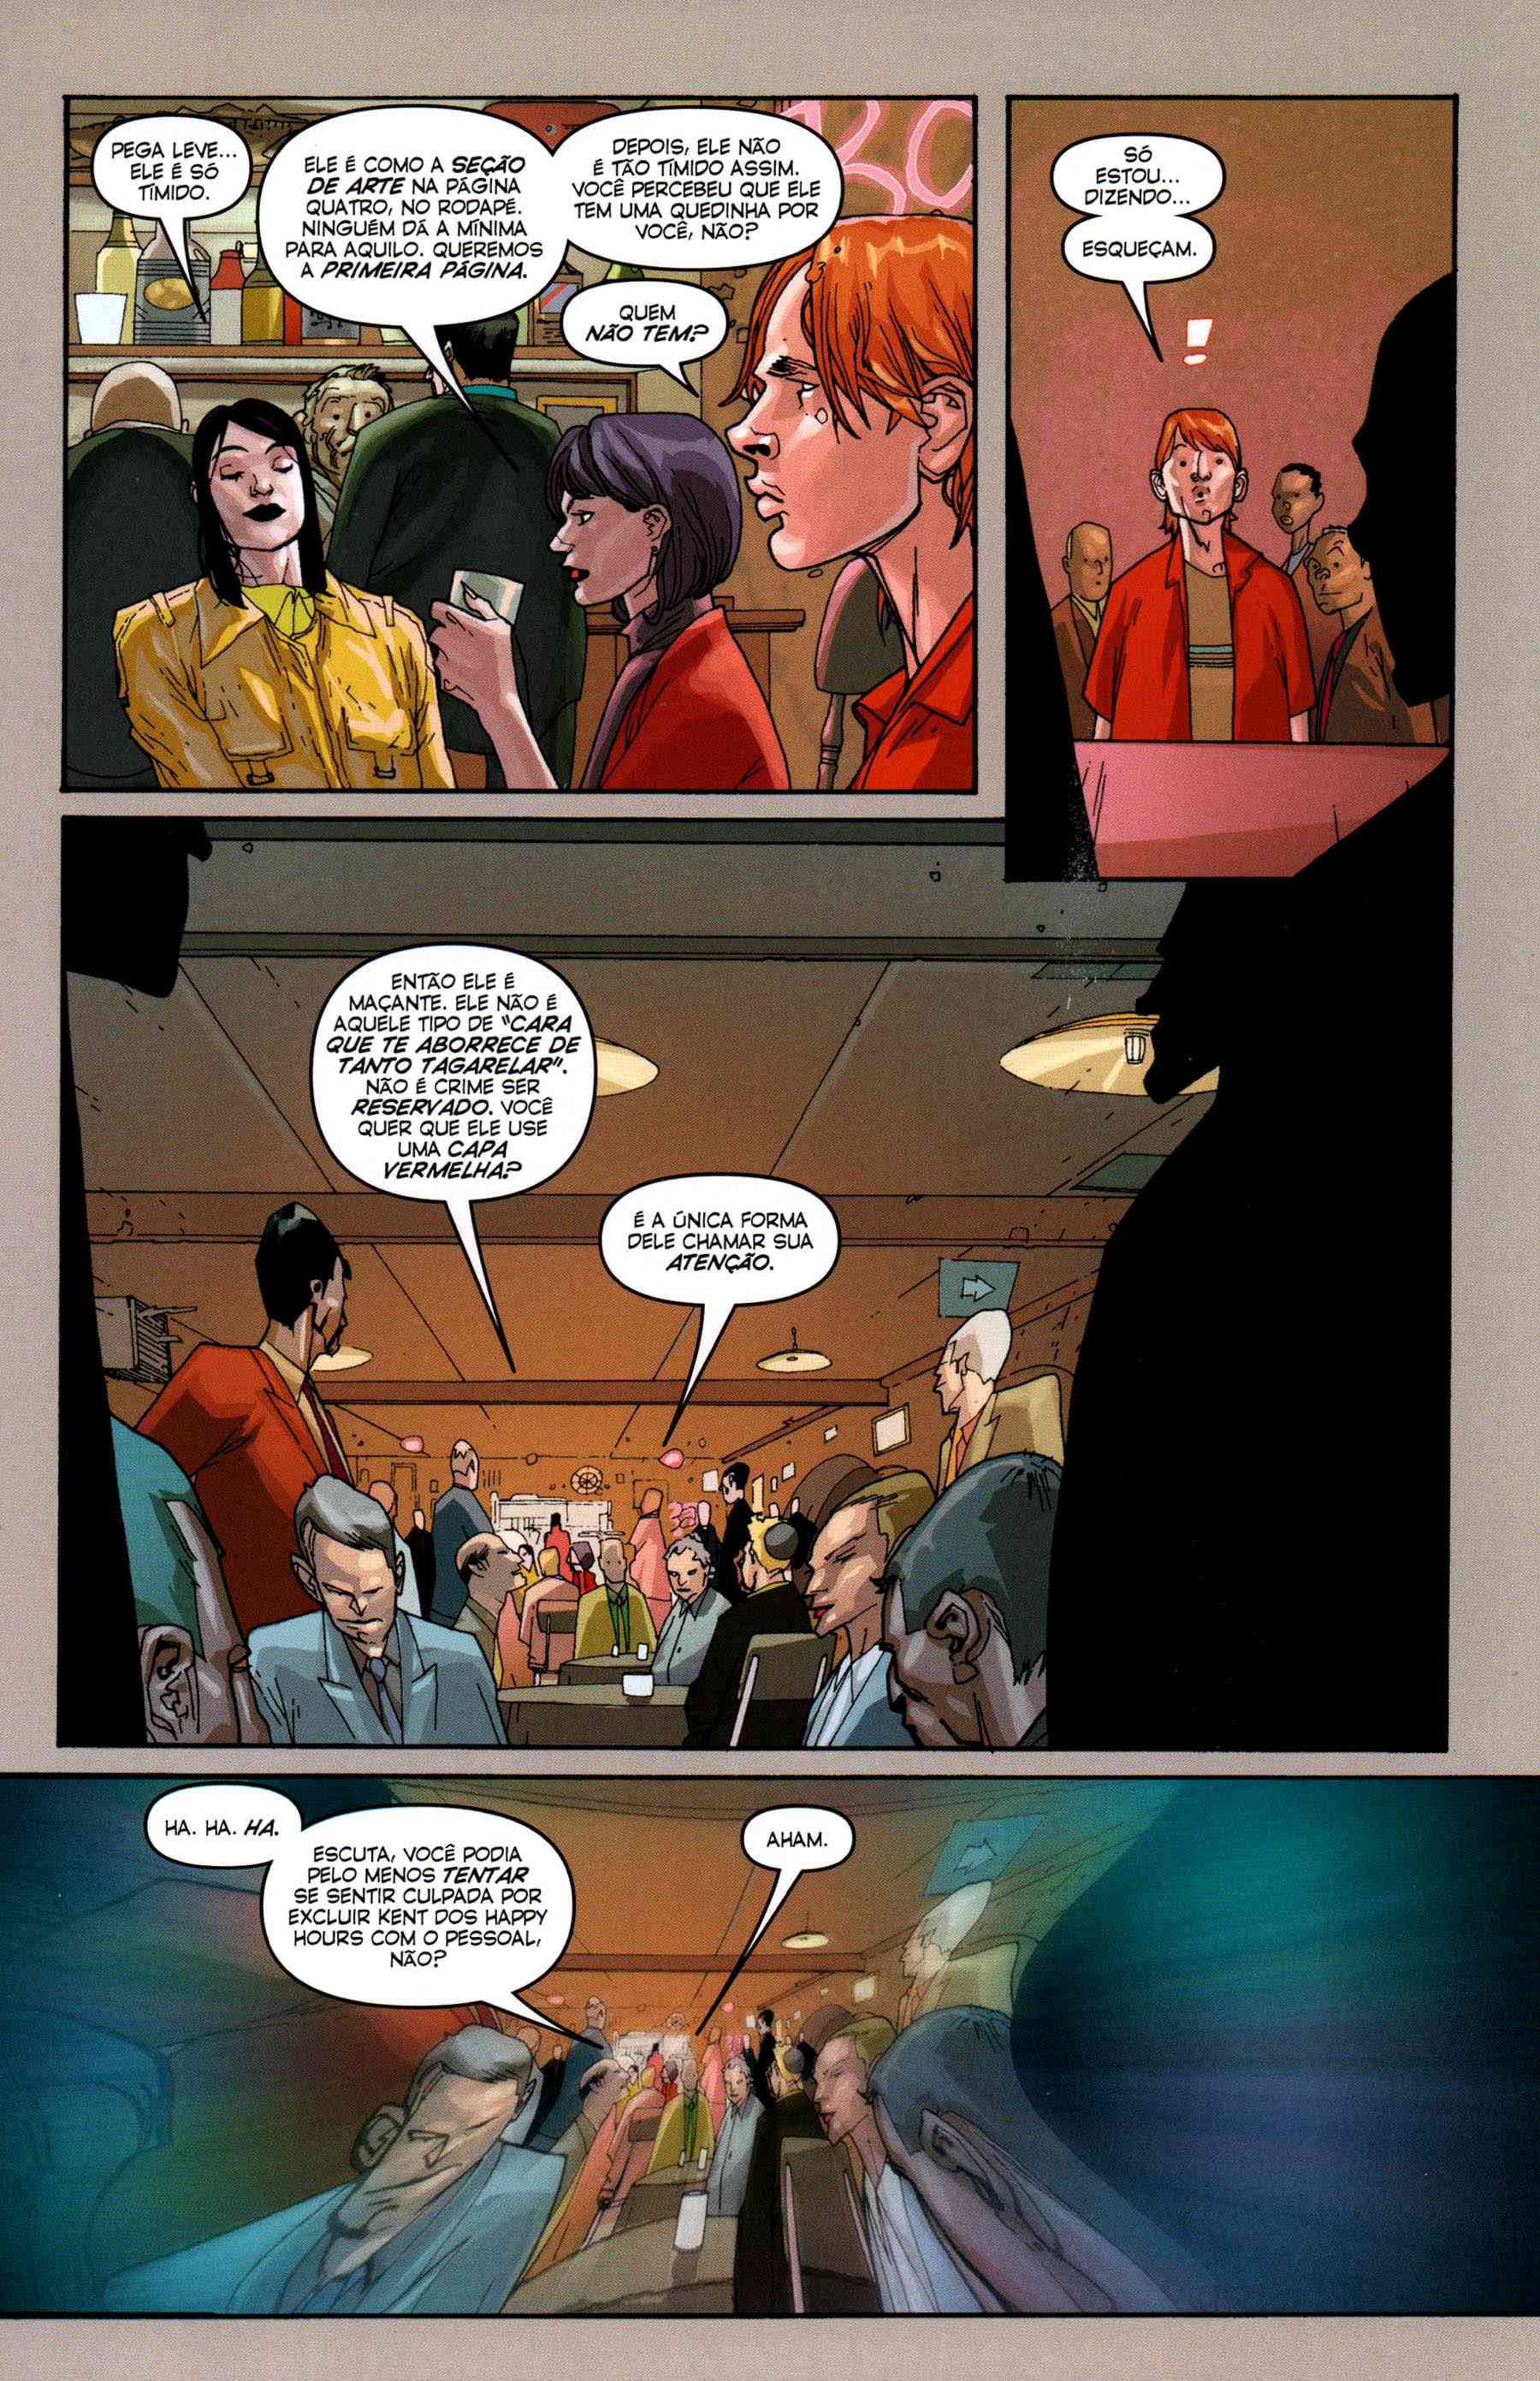 PEGA LEVE...
ELE É SÓ
TÍMIDO.
ELE É COMO A SEÇÃO
DE ARTE NA PÁGINA
QUATRO, NO RODAPÉ.
NINGUÉM DÁ A MÍNIMA
PARA AQUILO. QUEREMOS
A PRIMEIRA PÁGINA.
DEPOIS, ELE NÃO
É TÃO TÍMIDO ASSIM.
VOCÊ PERCEBEU QUE ELE
TEM UMA QUEDINHA POR
VOCÊ, NÃO?
QUEM
NÃO TEM?
SÓ
ESTOU...
DIZENDO...
ESQUEÇAM.
!
ENTÃO ELE É
MAÇANTE. ELE NÃO É
AQUELE TIPO DE "CARA
QUE TE ABORRECE DE
TANTO TAGARELAR".
NÃO É CRIME SER
RESERVADO. VOCÊ
QUER QUE ELE USE
UMA CAPA
VERMELHA?
É A ÚNICA FORMA
DELE CHAMAR SUA
ATENÇÃO.
HA. HA. HA.
ESCUTA, VOCÊ PODIA
PELO MENOS TENTAR
SE SENTIR CULPADA POR
EXCLUIR KENT DOS HAPPY
HOURS COM O PESSOAL,
NÃO?
AHAM.